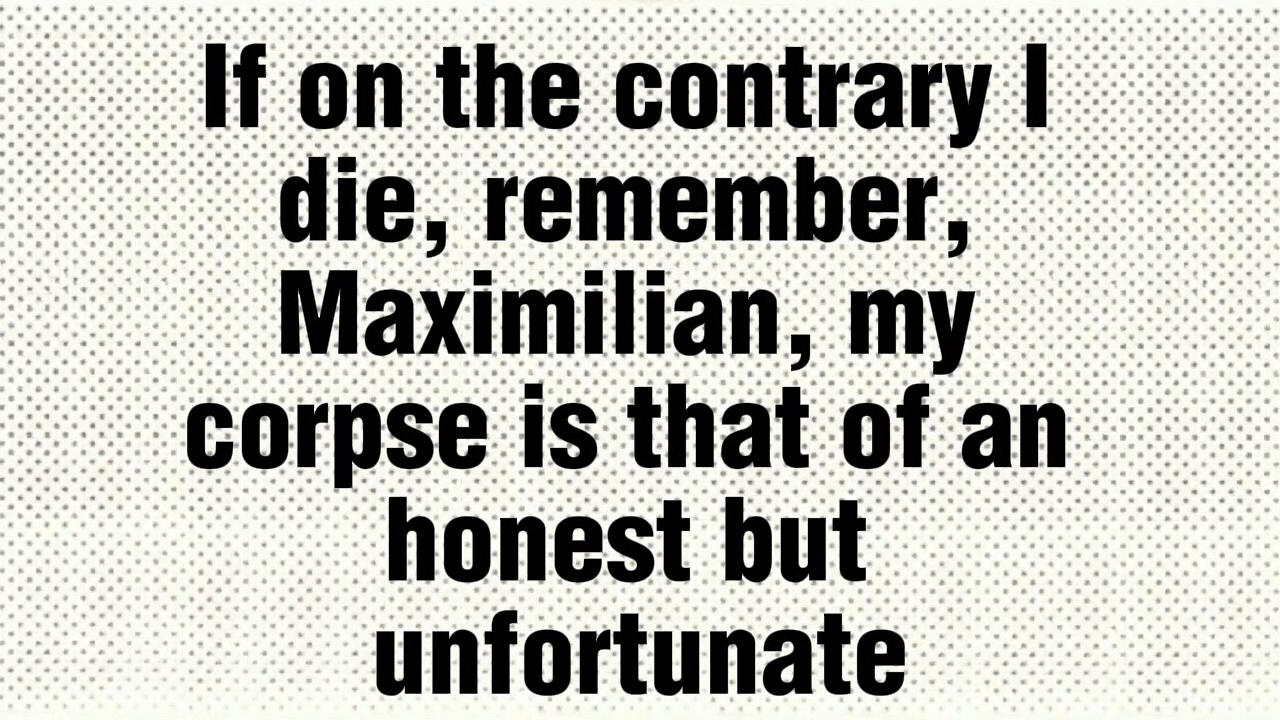 If on the contrary I
die, remember,
Maximilian, my
corpse is that of an
honest but
unfortunate